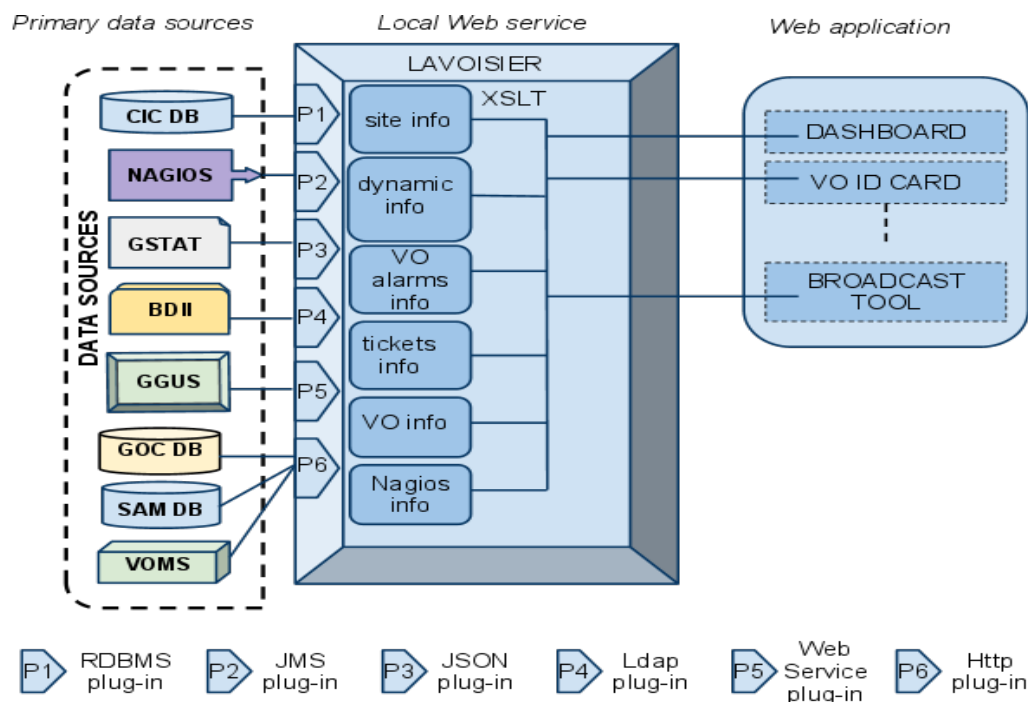 Primary data sources
Local Web service
Web application
DATA SOURCES
CIC DB
NAGIOS
GSTAT
BDII
GGUS
GOC DB
SAM DB
VOMS
P1
P2
P3
P4
P5
P6
LAVOISIER
XSLT
site info
dynamic
info
VO
alarms
info
tickets
info
VO info
Nagios
info
DASHBOARD
VO ID CARD
BROADCAST
TOOL
P1
RDBMS
plug-in
P2
JMS
plug-in
P3
JSON
plug-in
P4
Ldap
plug-in
P5
Web
Service
plug-in
P6
Http
plug-in